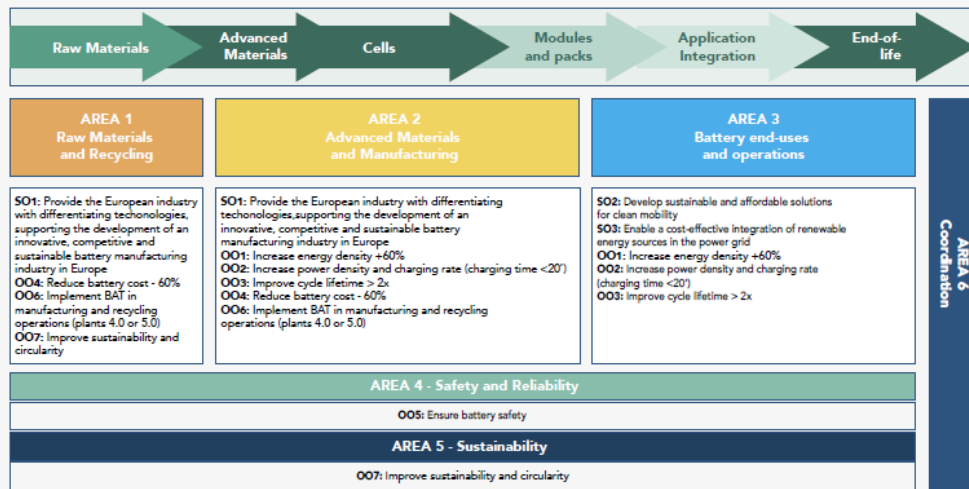 Raw Materials
Advanced
Materials
Cells
Modules
and packs
Application
Integration
End-of-
life
AREA 1
Raw Materials
and Recycling
AREA 2
Advanced Materials
and Manufacturing
AREA 3
Battery end-uses
and operations
SO1: Provide the European industry
with differentiating techonologies,
supporting the development of an
innovative, competitive and
sustainable battery manufacturing
industry in Europe
OO4: Reduce battery cost - 60%
OO6: Implement BAT in
manufacturing and recycling
operations (plants 4.0 or 5.0)
OO7: Improve sustainability and
circularity
SO1: Provide the European industry with differentiating
techonologies,supporting the development of an
innovative, competitive and sustainable battery
manufacturing industry in Europe
OO1: Increase energy density +60%
OO2: Increase power density and charging rate (charging time <20')
OO3: Improve cycle lifetime > 2x
OO4: Reduce battery cost - 60%
OO6: Implement BAT in manufacturing and recycling
operations (plants 4.0 or 5.0)
SO2: Develop sustainable and affordable solutions
for clean mobility
SO3: Enable a cost-effective integration of renewable
energy sources in the power grid
OO1: Increase energy density +60%
OO2: Increase power density and charging rate
(charging time <20')
OO3: Improve cycle lifetime > 2x
AREA 6
Coordination
AREA 4 - Safety and Reliability
OO5: Ensure battery safety
AREA 5 - Sustainability
OO7: Improve sustainability and circularity